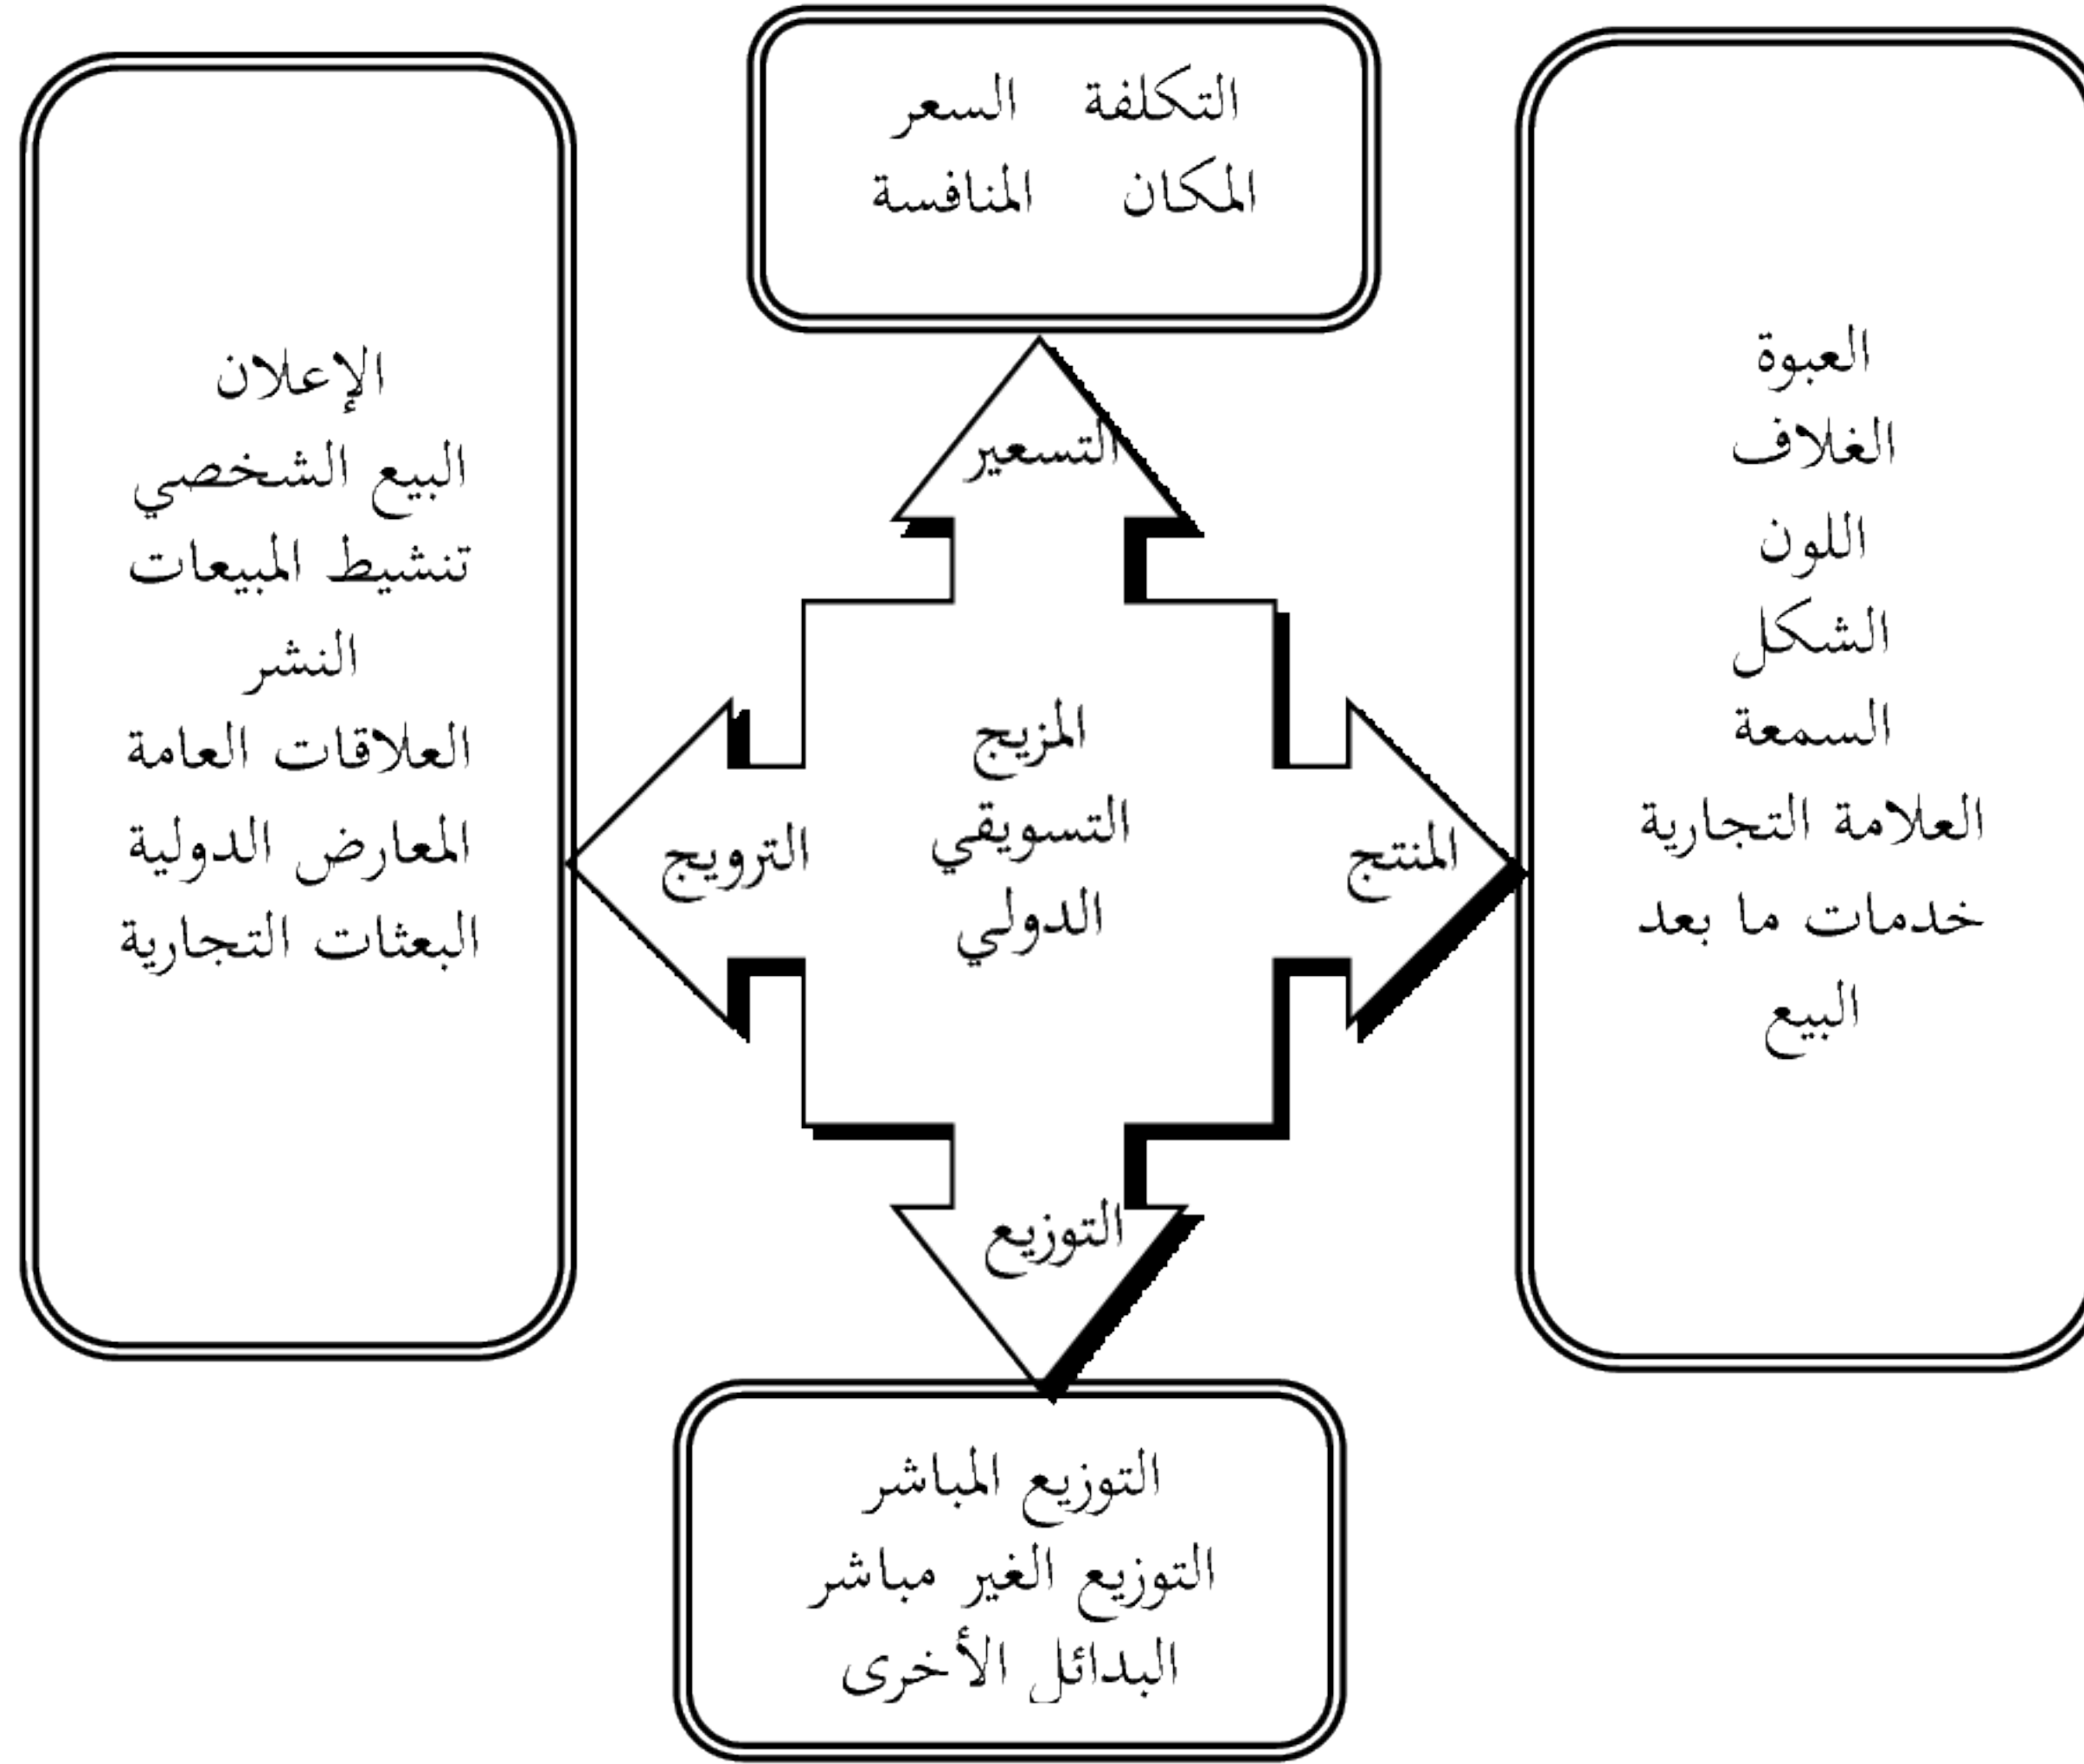 التكلفة السعر
المكان المنافسة
العبوة
الغلاف
اللون
الشكل
السمعة
العلامة التجارية
خدمات ما بعد
البيع
التسعير
المنتج
المزيج
التسويقي
الدولي
الترويج
التوزيع
الإعلان
البيع الشخصي
تنشيط المبيعات
النشر
العلاقات العامة
المعارض الدولية
البعثات التجارية
التوزيع المباشر
التوزيع الغير مباشر
البدائل الأخرى